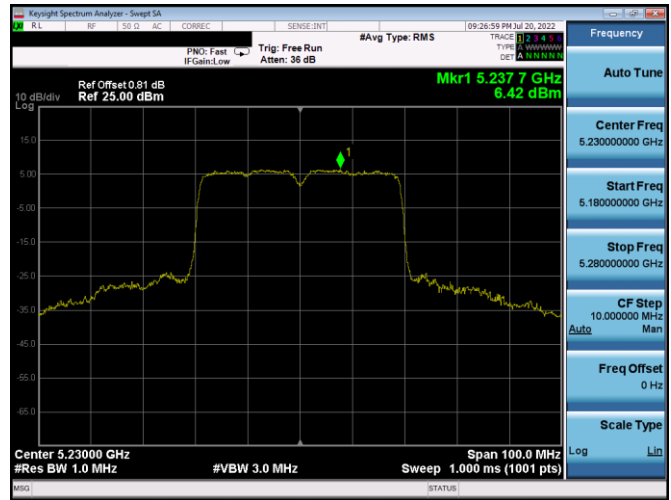 Keysight Spectrum Analyzer - Swept SA
RL RF 50 Ω AC CORREC SENSE:INT 09:26:59 PM Jul 20, 2022
#Avg Type: RMS TRACE 1 2 3 4 5 6
PNO: Fast Trig: Free Run TYPE A WWWWW
IFGain:Low Atten: 36 dB DET A N N N N N
Mkr1 5.237 7 GHz
Ref Offset 0.81 dB
10 dB/div Ref 25.00 dBm 6.42 dBm
Log
15.0
1
5.00
-5.00
-15.0
-25.0
-35.0
-45.0
-55.0
-65.0
Center 5.23000 GHz Span 100.0 MHz
#Res BW 1.0 MHz #VBW 3.0 MHz Sweep 1.000 ms (1001 pts)
MSG STATUS
Frequency
Auto Tune
Center Freq
5.230000000 GHz
Start Freq
5.180000000 GHz
Stop Freq
5.280000000 GHz
CF Step
10.000000 MHz
Auto Man
Freq Offset
0 Hz
Scale Type
Log Lin